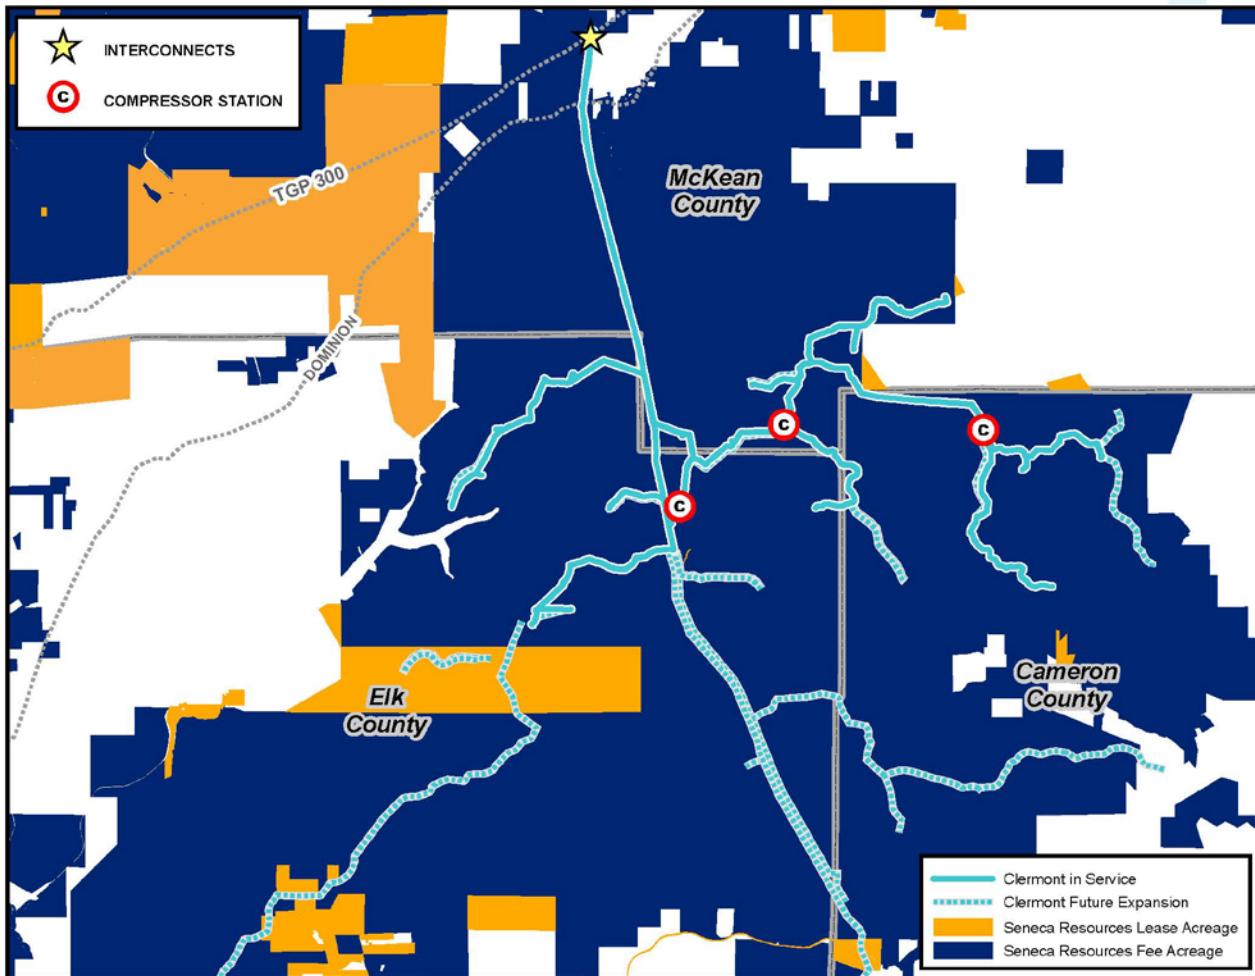 INTERCONNECTS
C
COMPRESSOR STATION
TGP 300
McKean
County
DOMINION
C
C
C
Elk
County
Cameron
County
Clermont in Service
Clermont Future Expansion
Seneca Resources Lease Acreage
Seneca Resources Fee Acreage